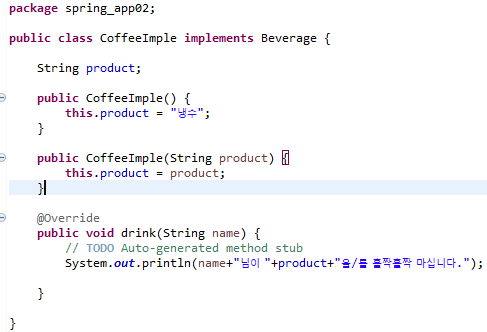 package spring_app02;
public class CoffeeImple implements Beverage {
String product;
public CoffeeImple() {
this.product = "냉수";
}
public CoffeeImple(String product) {
this.product = product;
}
@Override
public void drink(String name) {
// TODO Auto-generated method stub
System.out.println(name+"님이 "+product+"을/를 홀짝홀짝 마십니다.");
}
}